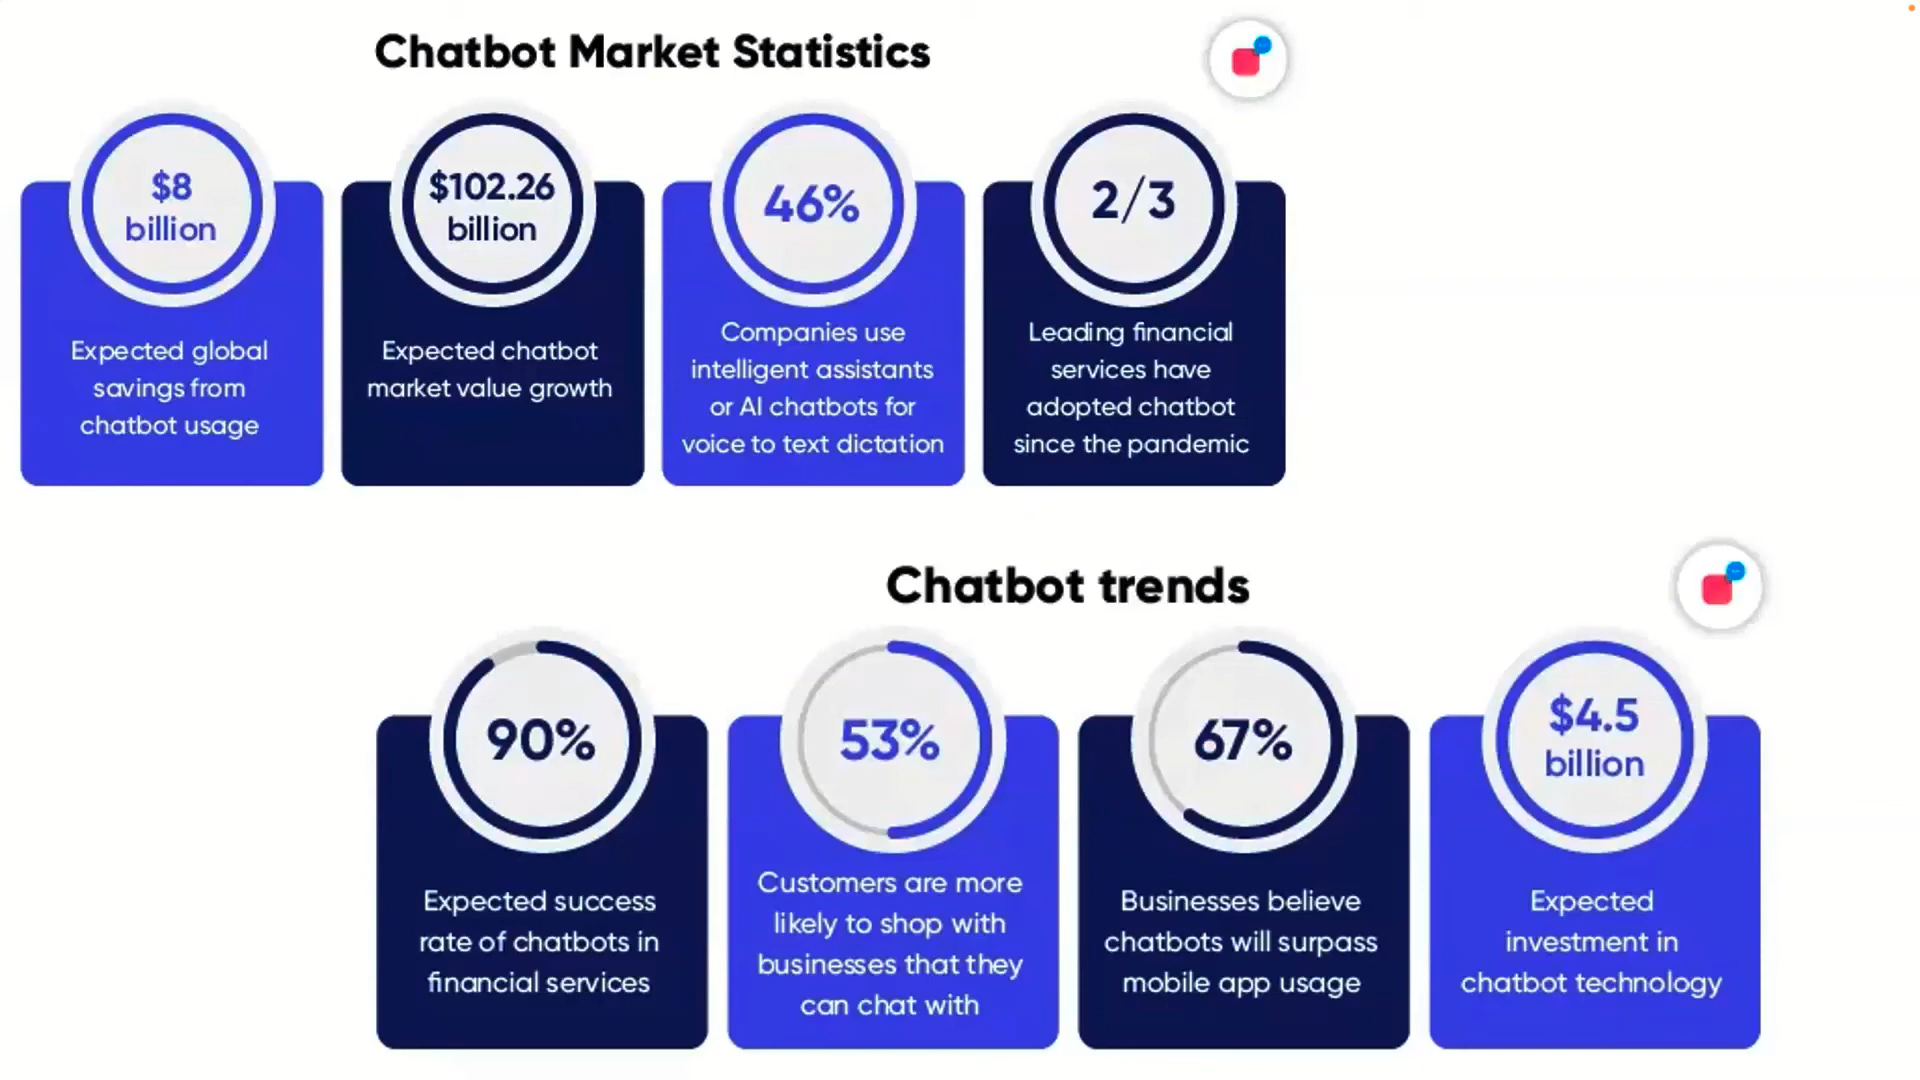 Chatbot Market Statistics
$8
billion
Expected global
savings from
chatbot usage
$102.26
billion
Expected chatbot
market value growth
46%
Companies use
intelligent assistants
or AI chatbots for
voice to text dictation
2/3
Leading financial
services have
adopted chatbot
since the pandemic
Chatbot trends
90%
Expected success
rate of chatbots in
financial services
53%
Customers are more
likely to shop with
businesses that they
can chat with
67%
Businesses believe
chatbots will surpass
mobile app usage
$4.5
billion
Expected
investment in
chatbot technology